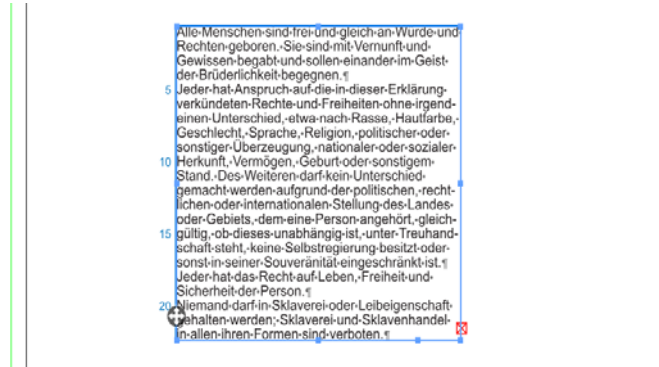 Alle Menschen sind frei und gleich an Würde und
Rechten geboren. Sie sind mit Vernunft und
Gewissen begabt und sollen einander im Geist
der Brüderlichkeit begegnen.¶
5 Jeder hat Anspruch auf die in dieser Erklärung
verkündeten Rechte und Freiheiten ohne irgend-
einen Unterschied, etwa nach Rasse, Hautfarbe,
Geschlecht, Sprache, Religion, politischer oder
sonstiger Überzeugung, nationaler oder sozialer
10 Herkunft, Vermögen, Geburt oder sonstigem
Stand. Des Weiteren darf kein Unterschied
gemacht werden aufgrund der politischen, recht-
lichen oder internationalen Stellung des Landes
oder Gebiets, dem eine Person angehört, gleich-
15 gültig, ob dieses unabhängig ist, unter Treuhand-
schaft steht, keine Selbstregierung besitzt oder
sonst in seiner Souveränität eingeschränkt ist.¶
Jeder hat das Recht auf Leben, Freiheit und
Sicherheit der Person.¶
20 Niemand darf in Sklaverei oder Leibeigenschaft
gehalten werden; Sklaverei und Sklavenhandel
in allen ihren Formen sind verboten.¶